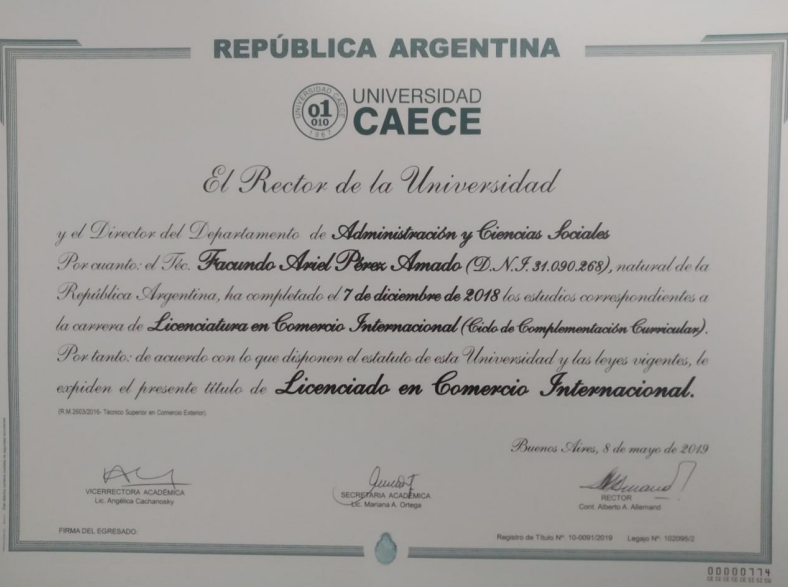 REPÚBLICA ARGENTINA
UNIVERSIDAD CAECE
01
010
1967
UNIVERSIDAD
CAECE
El Rector de la Universidad
y el Director del Departamento de Administración y Ciencias Sociales
Por cuanto: el Téc. Facundo Ariel Pérez Amado (D.N.I. 31.090.268), natural de la
República Argentina, ha completado el 7 de diciembre de 2018 los estudios correspondientes a
la carrera de Licenciatura en Comercio Internacional (Ciclo de Complementación Curricular).
Por tanto: de acuerdo con lo que disponen el estatuto de esta Universidad y las leyes vigentes, le
expiden el presente título de Licenciado en Comercio Internacional.
(R.M.2603/2016- Técnico Superior en Comercio Exterior)
Buenos Aires, 8 de mayo de 2019
VICERRECTORA ACADÉMICA
Lic. Angélica Cachanosky
SECRETARIA ACADÉMICA
Lic. Mariana A. Ortega
RECTOR
Cont. Alberto A. Allemand
FIRMA DEL EGRESADO:
Registro de Título Nº: 10-0091/2019 Legajo Nº: 102095/2
00000774